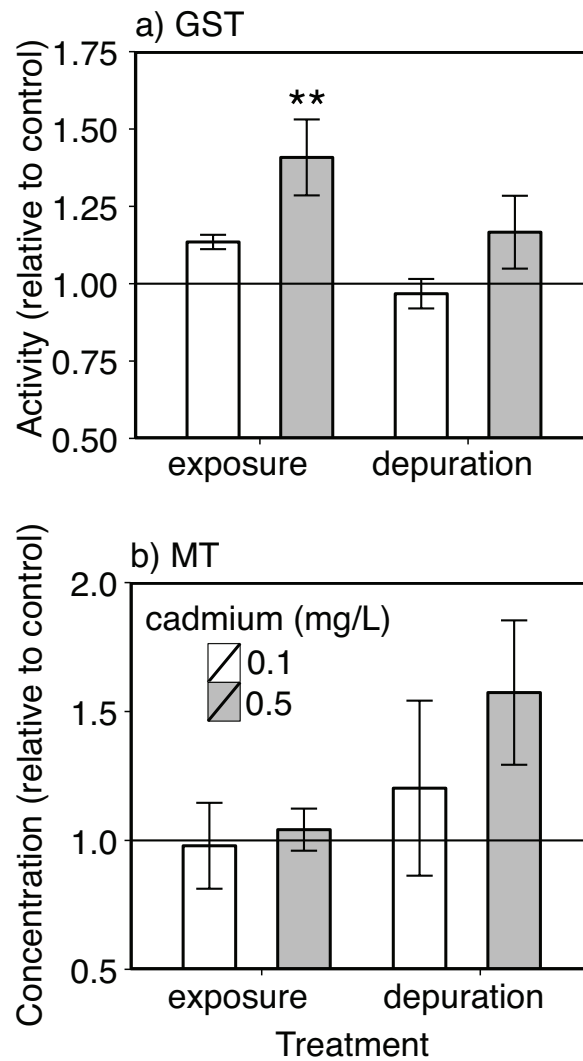 a) GST
Activity (relative to control)
1.75
1.50
1.25
1.00
0.75
0.50
**
exposure
depuration
b) MT
Concentration (relative to control)
2.0
1.5
1.0
0.5
cadmium (mg/L)
0.1
0.5
exposure
depuration
Treatment